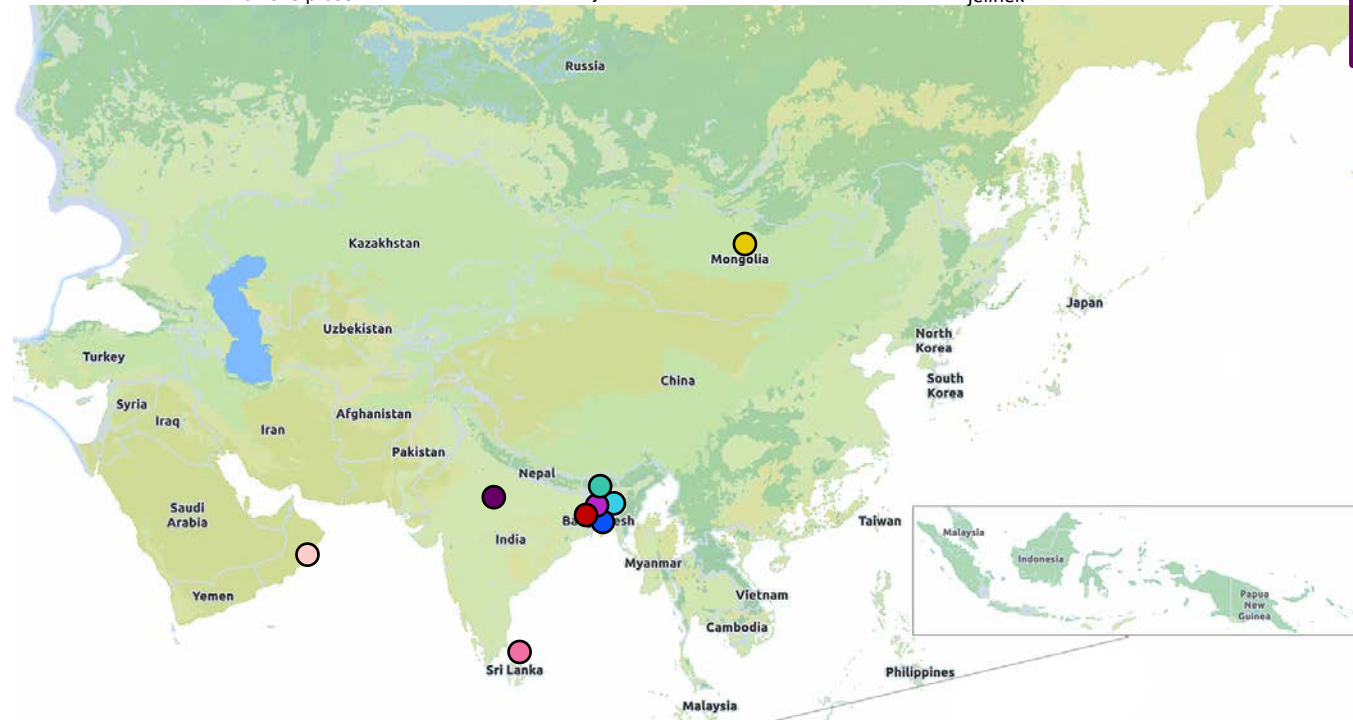 jelinek
Russia
Kazakhstan
Mongolia
Japan
Uzbekistan
North
Korea
Turkey
China
South
Korea
Syria
Afghanistan
Iraq
Iran
Pakistan
Nepal
Saudi
Arabia
Taiwan
India
Malaysia
Myanmar
Indonesia
Yemen
Vietnam
Papua
New
Guinea
Cambodia
Sri Lanka
Philippines
Malaysia